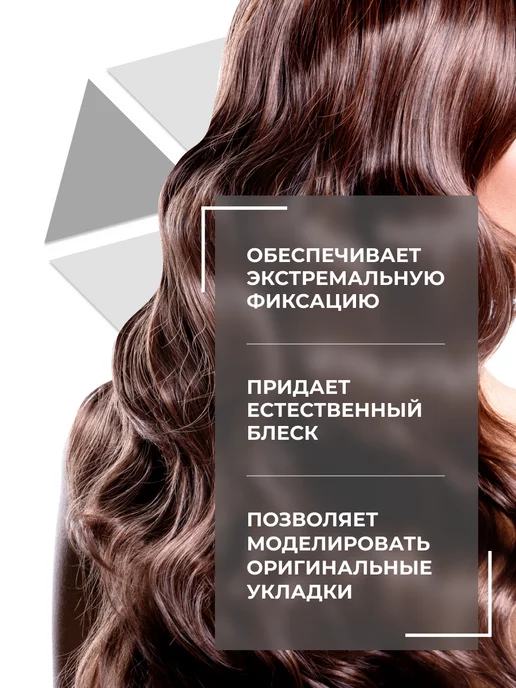 ОБЕСПЕЧИВАЕТ
ЭКСТРЕМАЛЬНУЮ
ФИКСАЦИЮ
ПРИДАЕТ
ЕСТЕСТВЕННЫЙ
БЛЕСК
ПОЗВОЛЯЕТ
МОДЕЛИРОВАТЬ
ОРИГИНАЛЬНЫЕ
УКЛАДКИ